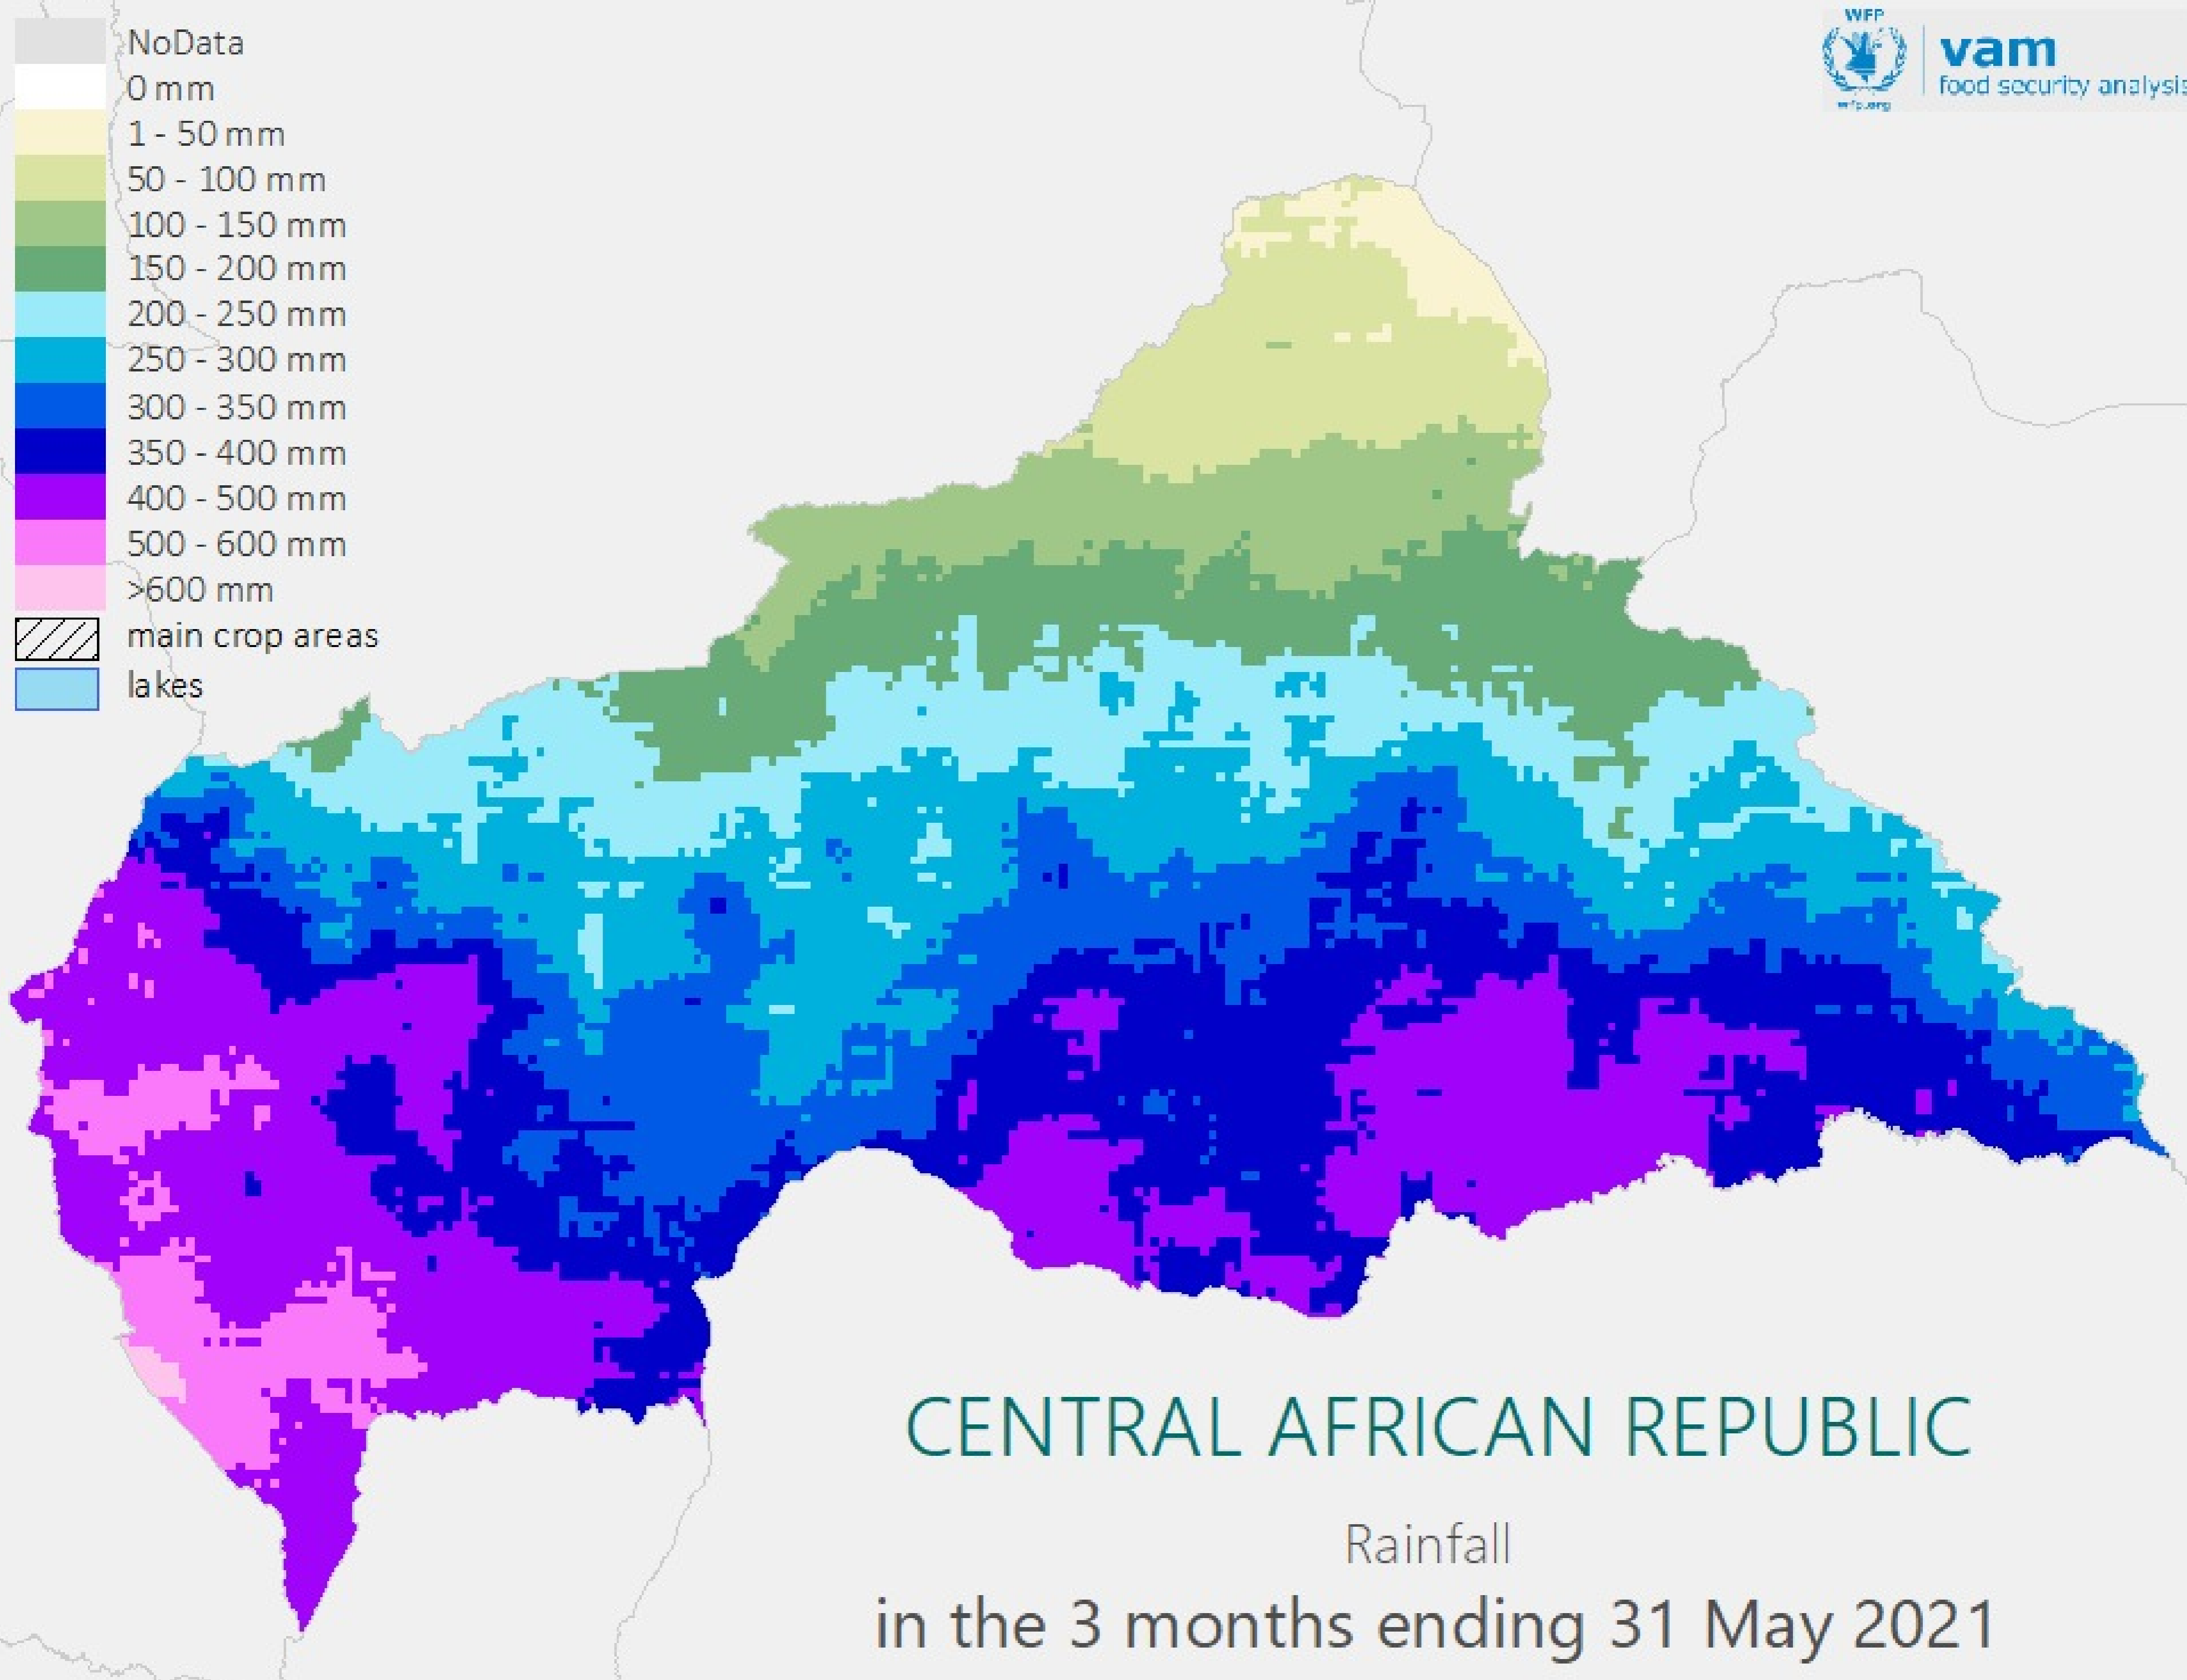 NoData
0 mm
1 - 50 mm
50 - 100 mm
100 - 150 mm
150 - 200 mm
200 - 250 mm
250 - 300 mm
300 - 350 mm
350 - 400 mm
400 - 500 mm
500 - 600 mm
>600 mm
main crop areas
lakes
WFP
wfp.org
vam
food security analysis
CENTRAL AFRICAN REPUBLIC
Rainfall
in the 3 months ending 31 May 2021